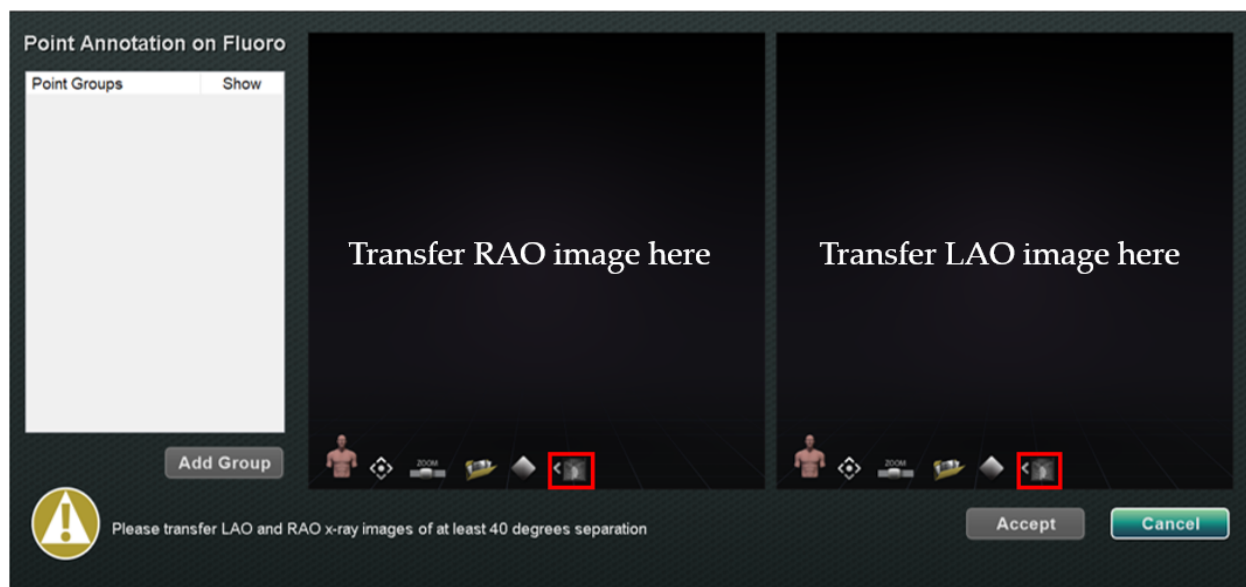 Point Annotation on Fluoro
Point Groups Show
Transfer RAO image here
Transfer LAO image here
ZOOM
ZOOM
Add Group
Please transfer LAO and RAO x-ray images of at least 40 degrees separation
Accept
Cancel